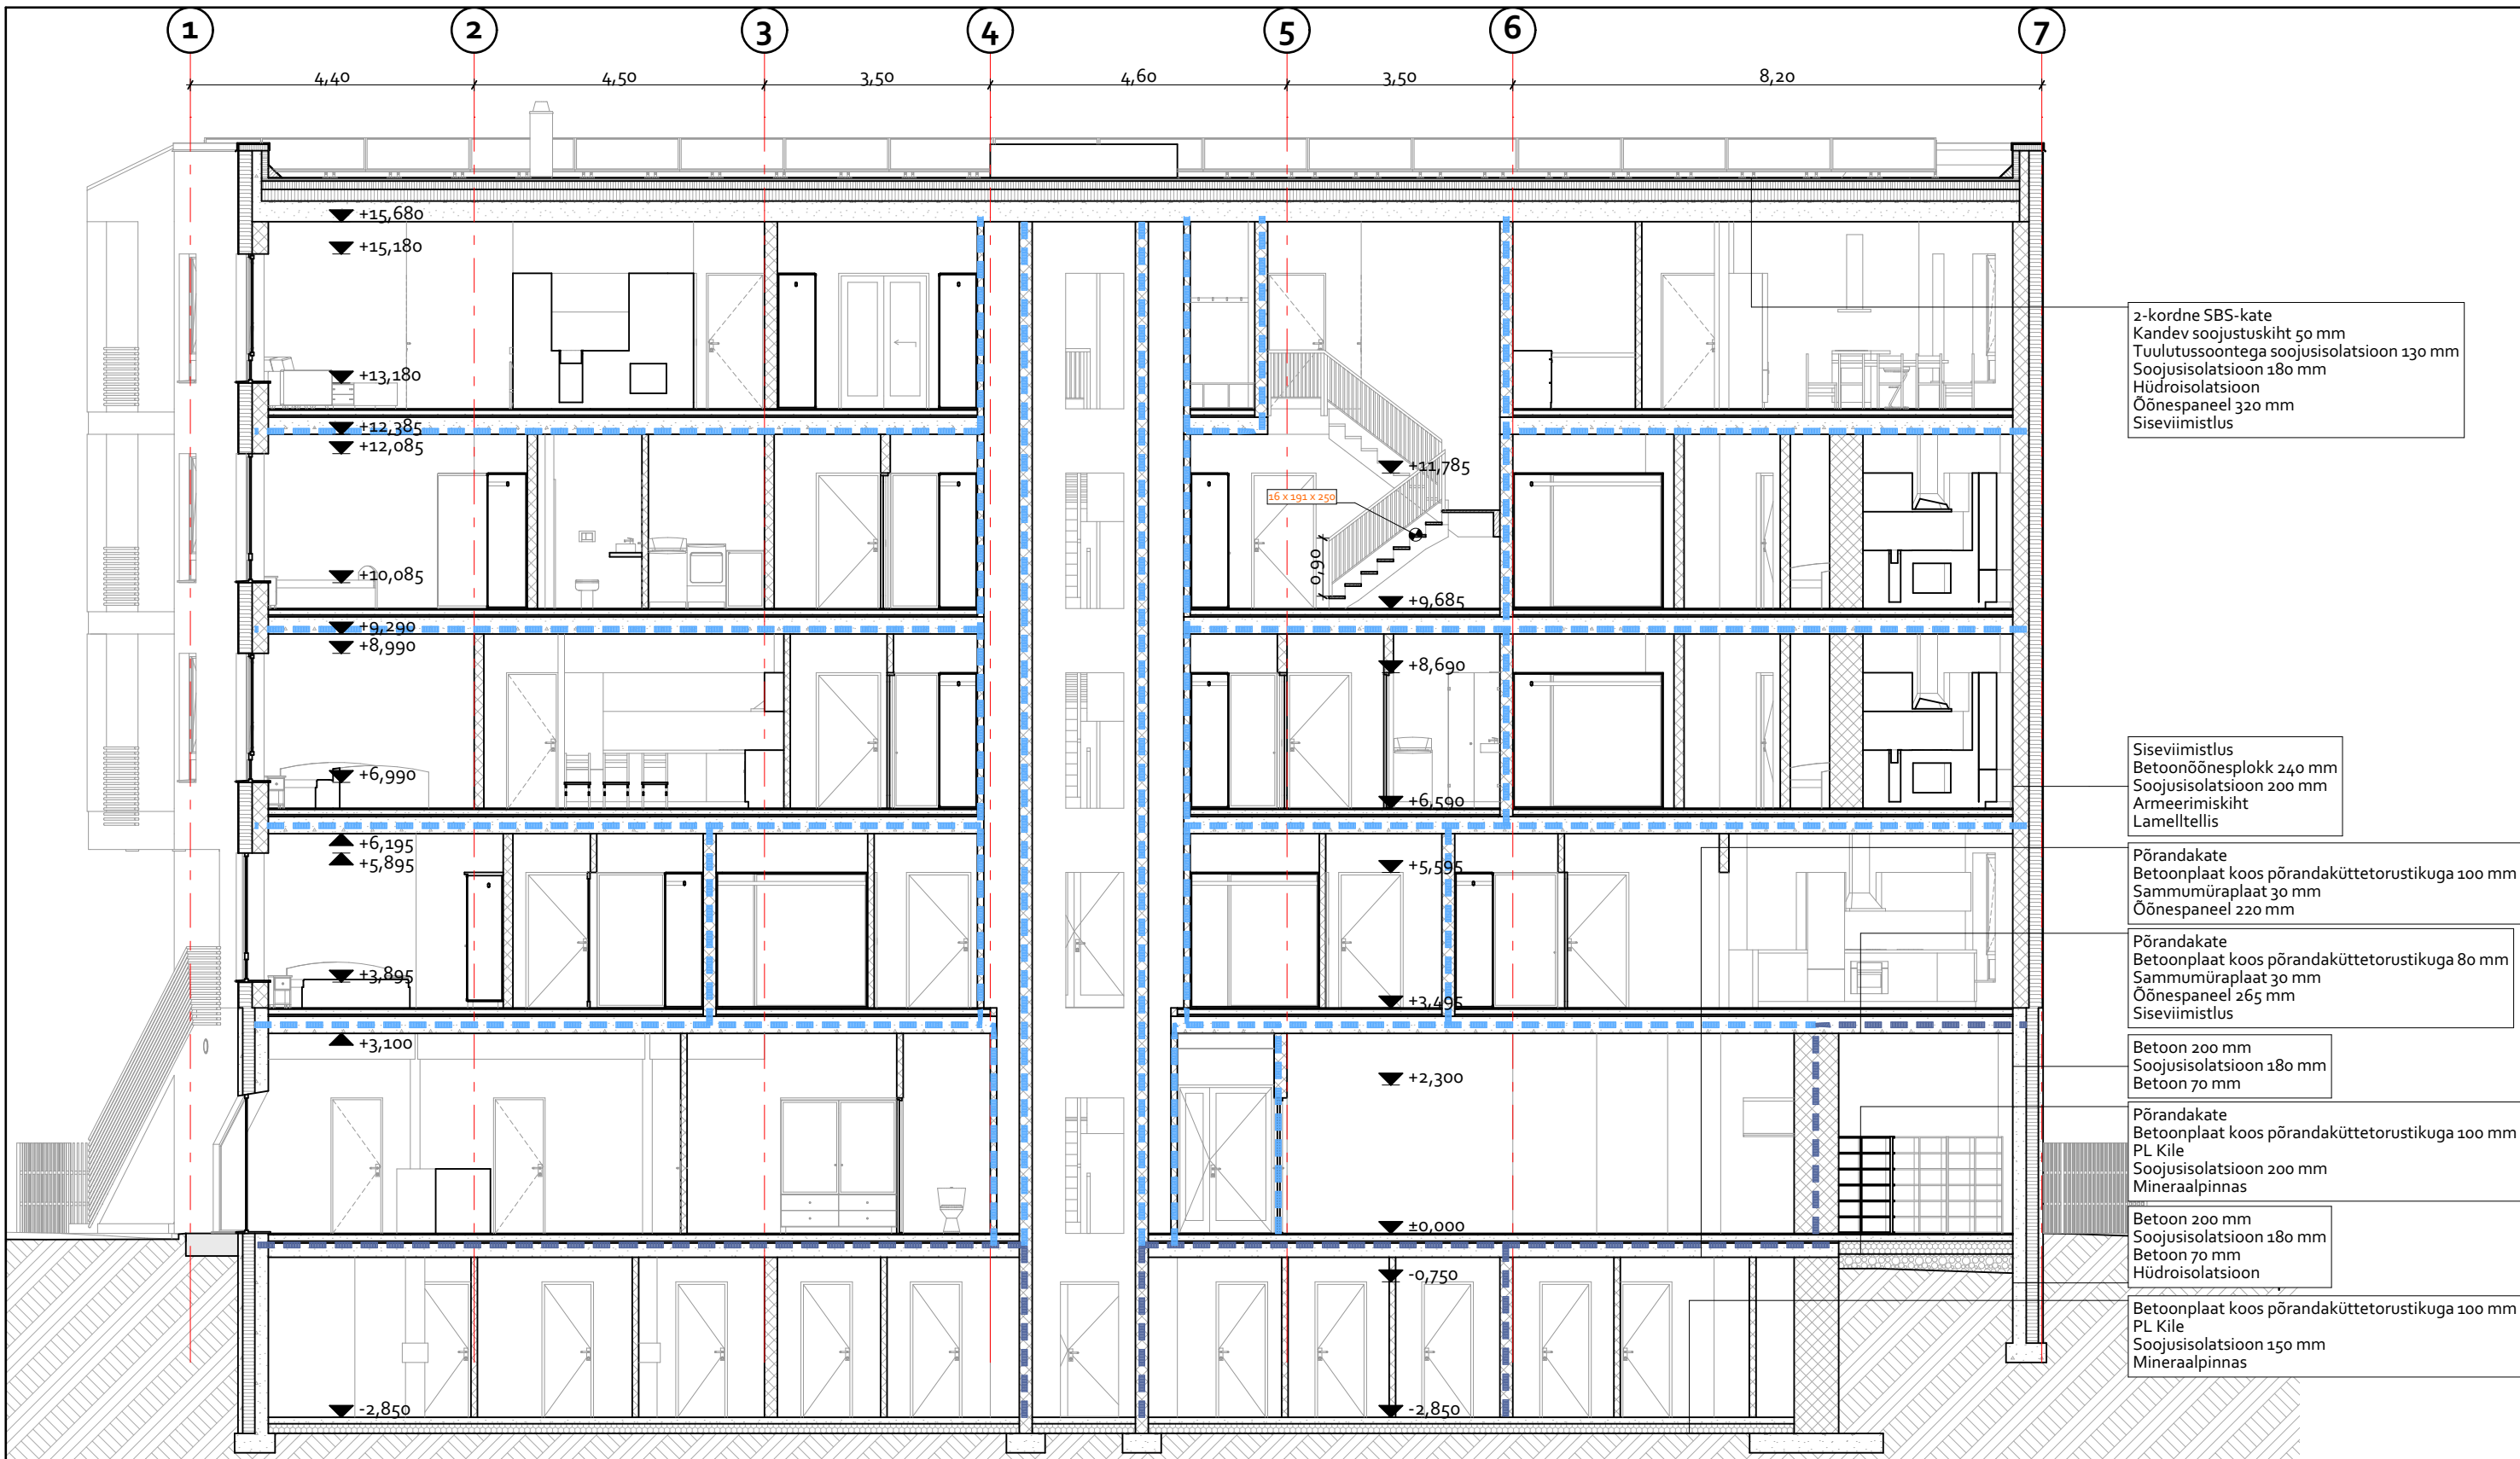 1
2
3
4
5
6
7
4,40
4,50
3,50
4,60
3,50
8,20
+15,680
+15,180
+13,180
+12,385
+12,085
+11,785
16 x 191 x 250
0,90
+10,085
+9,685
+9,290
+8,990
+8,690
+6,990
+6,590
+6,195
+5,895
+5,595
+3,895
+3,495
+3,100
+2,300
±0,000
-0,750
-2,850
-2,850
2-kordne SBS-kate
Kandev soojustuskiht 50 mm
Tuulutussoontega soojusisolatsioon 130 mm
Soojusisolatsioon 180 mm
Hüdroisolatsioon
Õõnespaneel 320 mm
Siseviimistlus
Siseviimistlus
Betoonõõnesplokk 240 mm
Soojusisolatsioon 200 mm
Armeerimiskiht
Lamelltellis
Põrandakate
Betoonplaat koos põrandaküttetorustikuga 100 mm
Sammumüraplaat 30 mm
Õõnespaneel 220 mm
Põrandakate
Betoonplaat koos põrandaküttetorustikuga 80 mm
Sammumüraplaat 30 mm
Õõnespaneel 265 mm
Siseviimistlus
Betoon 200 mm
Soojusisolatsioon 180 mm
Betoon 70 mm
Põrandakate
Betoonplaat koos põrandaküttetorustikuga 100 mm
PL Kile
Soojusisolatsioon 200 mm
Mineraalpinnas
Betoon 200 mm
Soojusisolatsioon 180 mm
Betoon 70 mm
Hüdroisolatsioon
Betoonplaat koos põrandaküttetorustikuga 100 mm
PL Kile
Soojusisolatsioon 150 mm
Mineraalpinnas